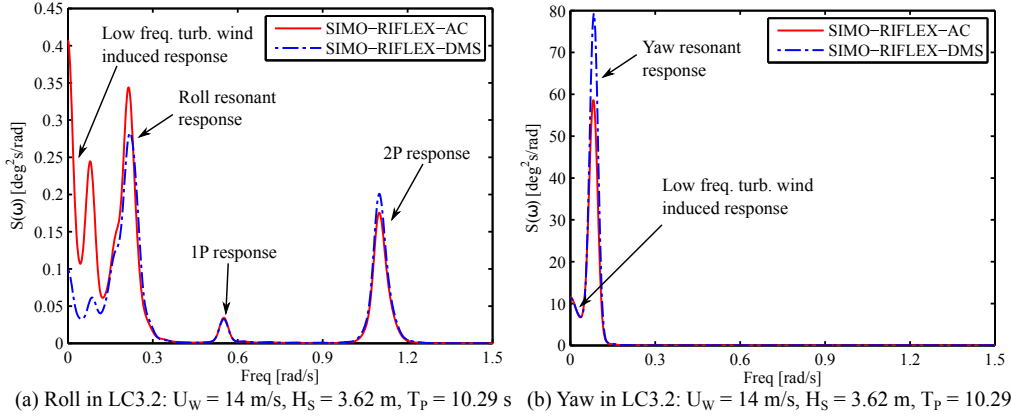 SIMO−RIFLEX−AC
SIMO−RIFLEX−DMS
Low freq. turb. wind
induced response
Roll resonant
response
1P response
2P response
S(ω) [deg²s/rad]
0.45
0.4
0.35
0.3
0.25
0.2
0.15
0.1
0.05
0
0 0.3 0.6 0.9 1.2 1.5
Freq [rad/s]
(a) Roll in LC3.2: U_W = 14 m/s, H_S = 3.62 m, T_P = 10.29 s
SIMO−RIFLEX−AC
SIMO−RIFLEX−DMS
Yaw resonant
response
Low freq. turb. wind
induced response
S(ω) [deg²s/rad]
80
70
60
50
40
30
20
10
0
0 0.3 0.6 0.9 1.2 1.5
Freq [rad/s]
(b) Yaw in LC3.2: U_W = 14 m/s, H_S = 3.62 m, T_P = 10.29